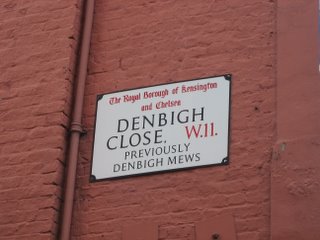 The Royal Borough of Kensington
and Chelsea
DENBIGH
CLOSE, W.11.
PREVIOUSLY
DENBIGH MEWS